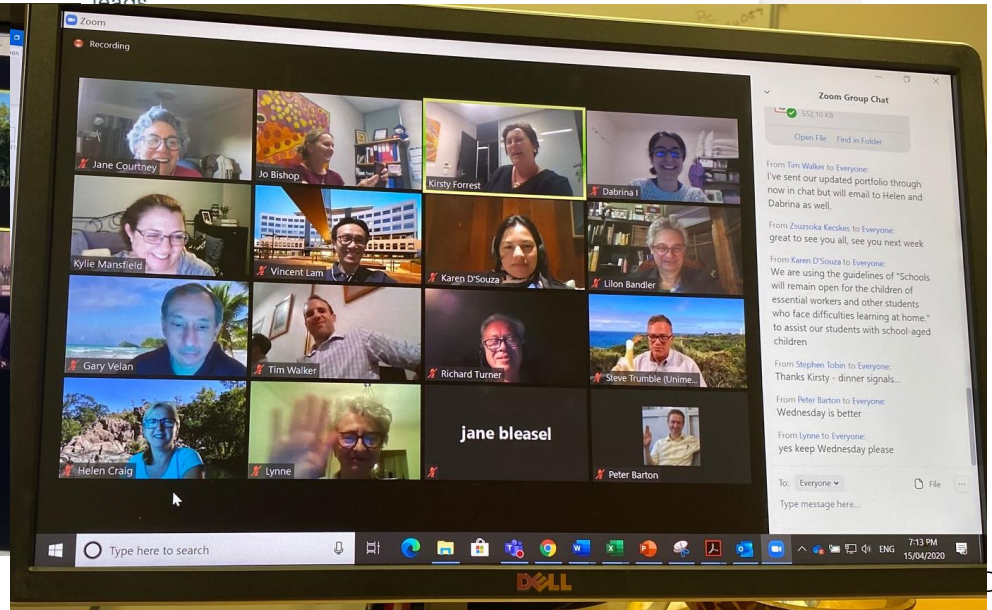 Zoom
Recording
Jane Courtney
Jo Bishop
Kirsty Forrest
Dabrina I
Kylie Mansfield
Vincent Lam
Karen D'Souza
Lilon Bandler
Gary Velan
Tim Walker
Richard Turner
Steve Trumble (Unime...
Helen Craig
Lynne
jane bleasel
Peter Barton
Zoom Group Chat
552.10 KB
Open File Find in Folder
From Tim Walker to Everyone:
I've sent our updated portfolio through
now in chat but will email to Helen and
Dabrina as well.
From Zsuzsoka Kecskes to Everyone:
great to see you all, see you next week
From Karen D'Souza to Everyone:
We are using the guidelines of "Schools
will remain open for the children of
essential workers and other students
who face difficulties learning at home."
to assist our students with school-aged
children
From Stephen Tobin to Everyone:
Thanks Kirsty - dinner signals...
From Peter Barton to Everyone:
Wednesday is better
From Lynne to Everyone:
yes keep Wednesday please
To: Everyone
File
Type message here...
Type here to search
ENG
7:13 PM
15/04/2020
DELL